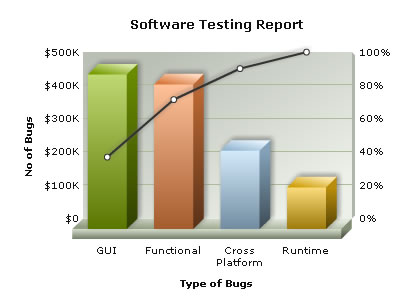 Software Testing Report
$500K
$400K
$300K
$200K
$100K
$0
100%
80%
60%
40%
20%
0%
No of Bugs
GUI
Functional
Cross
Platform
Runtime
Type of Bugs